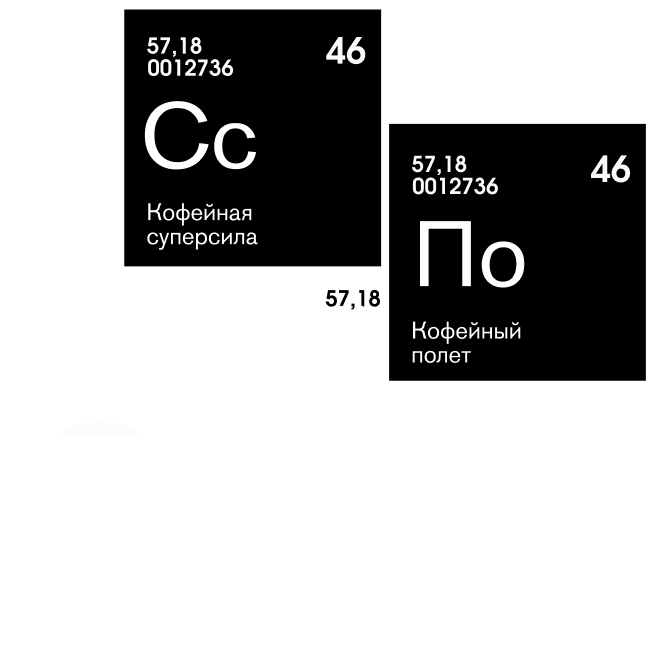 57,18
0012736
46
Сс
Кофейная
суперсила
57,18
0012736
46
По
Кофейный
полет
57,18